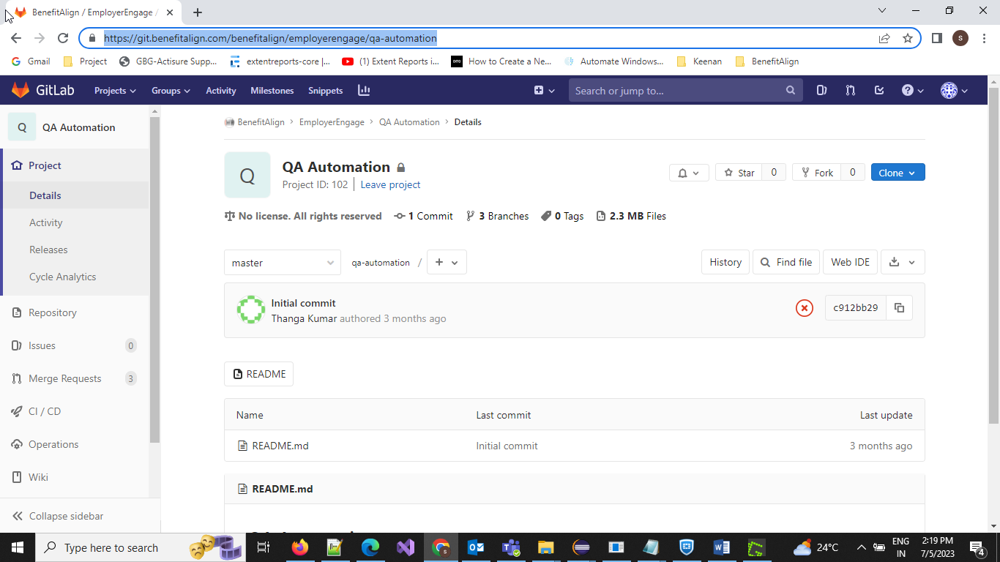 BenefitAlign / EmployerEngage /
https://git.benefitalign.com/benefitalign/employerengage/qa-automation
S
Gmail Project GBG-Actisure Supp... extentreports-core |... (1) Extent Reports i... How to Create a Ne... Automate Windows... Keenan BenefitAlign
GitLab Projects Groups Activity Milestones Snippets Search or jump to...
Q QA Automation
BenefitAlign > EmployerEngage > QA Automation > Details
Project
Details
Activity
Releases
Cycle Analytics
Repository
Issues 0
Merge Requests 3
CI / CD
Operations
Wiki
Collapse sidebar
Q
QA Automation
Project ID: 102 | Leave project
Star 0 Fork 0 Clone
No license. All rights reserved 1 Commit 3 Branches 0 Tags 2.3 MB Files
master qa-automation / + History Find file Web IDE
Initial commit
Thanga Kumar authored 3 months ago
c912bb29
README
Name Last commit Last update
README.md Initial commit 3 months ago
README.md
Type here to search
24°C
ENG
IN
2:19 PM
7/5/2023
4